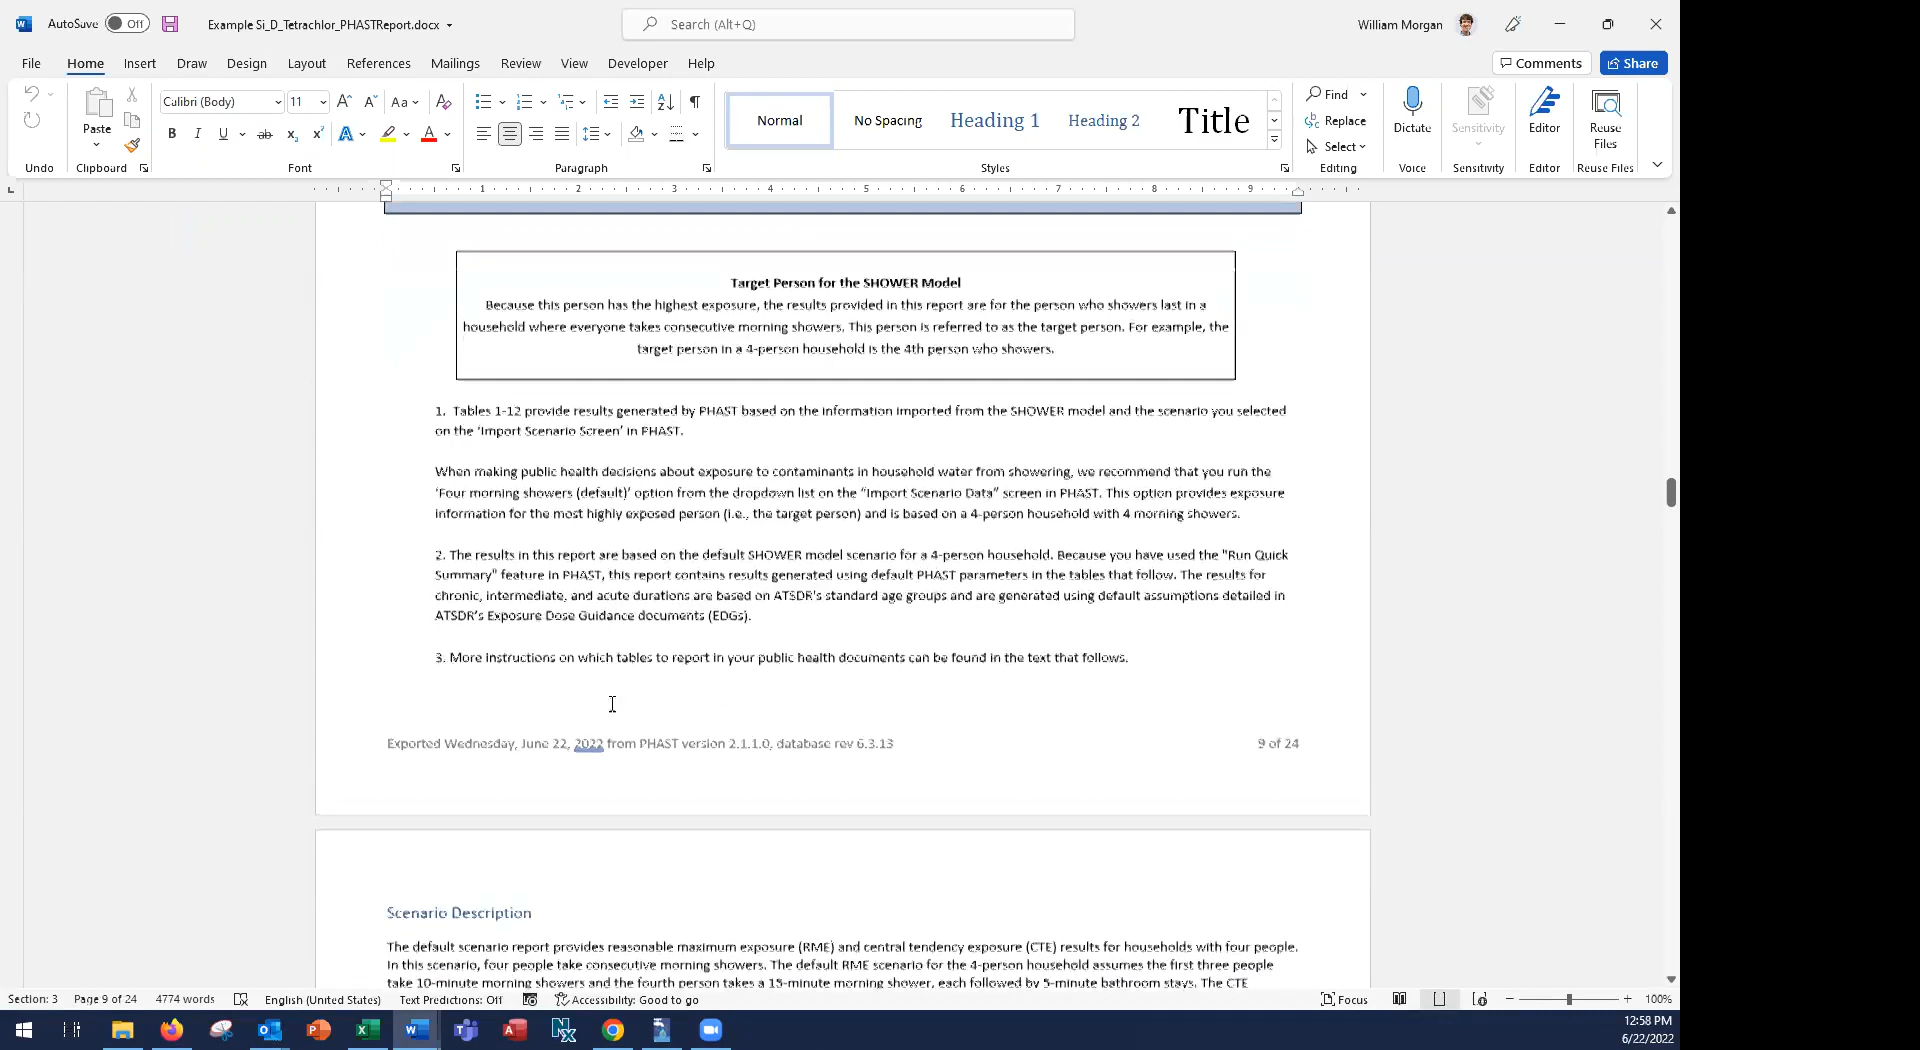 AutoSave Off Example Si_D_Tetrachlor_PHASTReport.docx Search (Alt+Q) William Morgan
File Home Insert Draw Design Layout References Mailings Review View Developer Help Comments Share
Calibri (Body) 11 Aa
Paste
Normal No Spacing Heading 1 Heading 2 Title
Find
Replace
Select
Dictate Sensitivity Editor Reuse
Files
Undo Clipboard Font Paragraph Styles Editing Voice Sensitivity Editor Reuse Files
1 2 3 4 5 6 7 8 9
Target Person for the SHOWER Model
Because this person has the highest exposure, the results provided in this report are for the person who showers last in a
household where everyone takes consecutive morning showers. This person is referred to as the target person. For example, the
target person in a 4-person household is the 4th person who showers.
1. Tables 1-12 provide results generated by PHAST based on the information imported from the SHOWER model and the scenario you selected
on the ‘Import Scenario Screen’ in PHAST.
When making public health decisions about exposure to contaminants in household water from showering, we recommend that you run the
‘Four morning showers (default)’ option from the dropdown list on the “Import Scenario Data” screen in PHAST. This option provides exposure
information for the most highly exposed person (i.e., the target person) and is based on a 4-person household with 4 morning showers.
2. The results in this report are based on the default SHOWER model scenario for a 4-person household. Because you have used the "Run Quick
Summary" feature in PHAST, this report contains results generated using default PHAST parameters in the tables that follow. The results for
chronic, intermediate, and acute durations are based on ATSDR's standard age groups and are generated using default assumptions detailed in
ATSDR’s Exposure Dose Guidance documents (EDGs).
3. More instructions on which tables to report in your public health documents can be found in the text that follows.
Exported Wednesday, June 22, 2022 from PHAST version 2.1.1.0, database rev 6.3.13 9 of 24
Scenario Description
The default scenario report provides reasonable maximum exposure (RME) and central tendency exposure (CTE) results for households with four people.
In this scenario, four people take consecutive morning showers. The default RME scenario for the 4-person household assumes the first three people
take 10-minute morning showers and the fourth person takes a 15-minute morning shower, each followed by 5-minute bathroom stays. The CTE
Section: 3 Page 9 of 24 4774 words English (United States) Text Predictions: Off Accessibility: Good to go Focus 100%
12:58 PM
6/22/2022